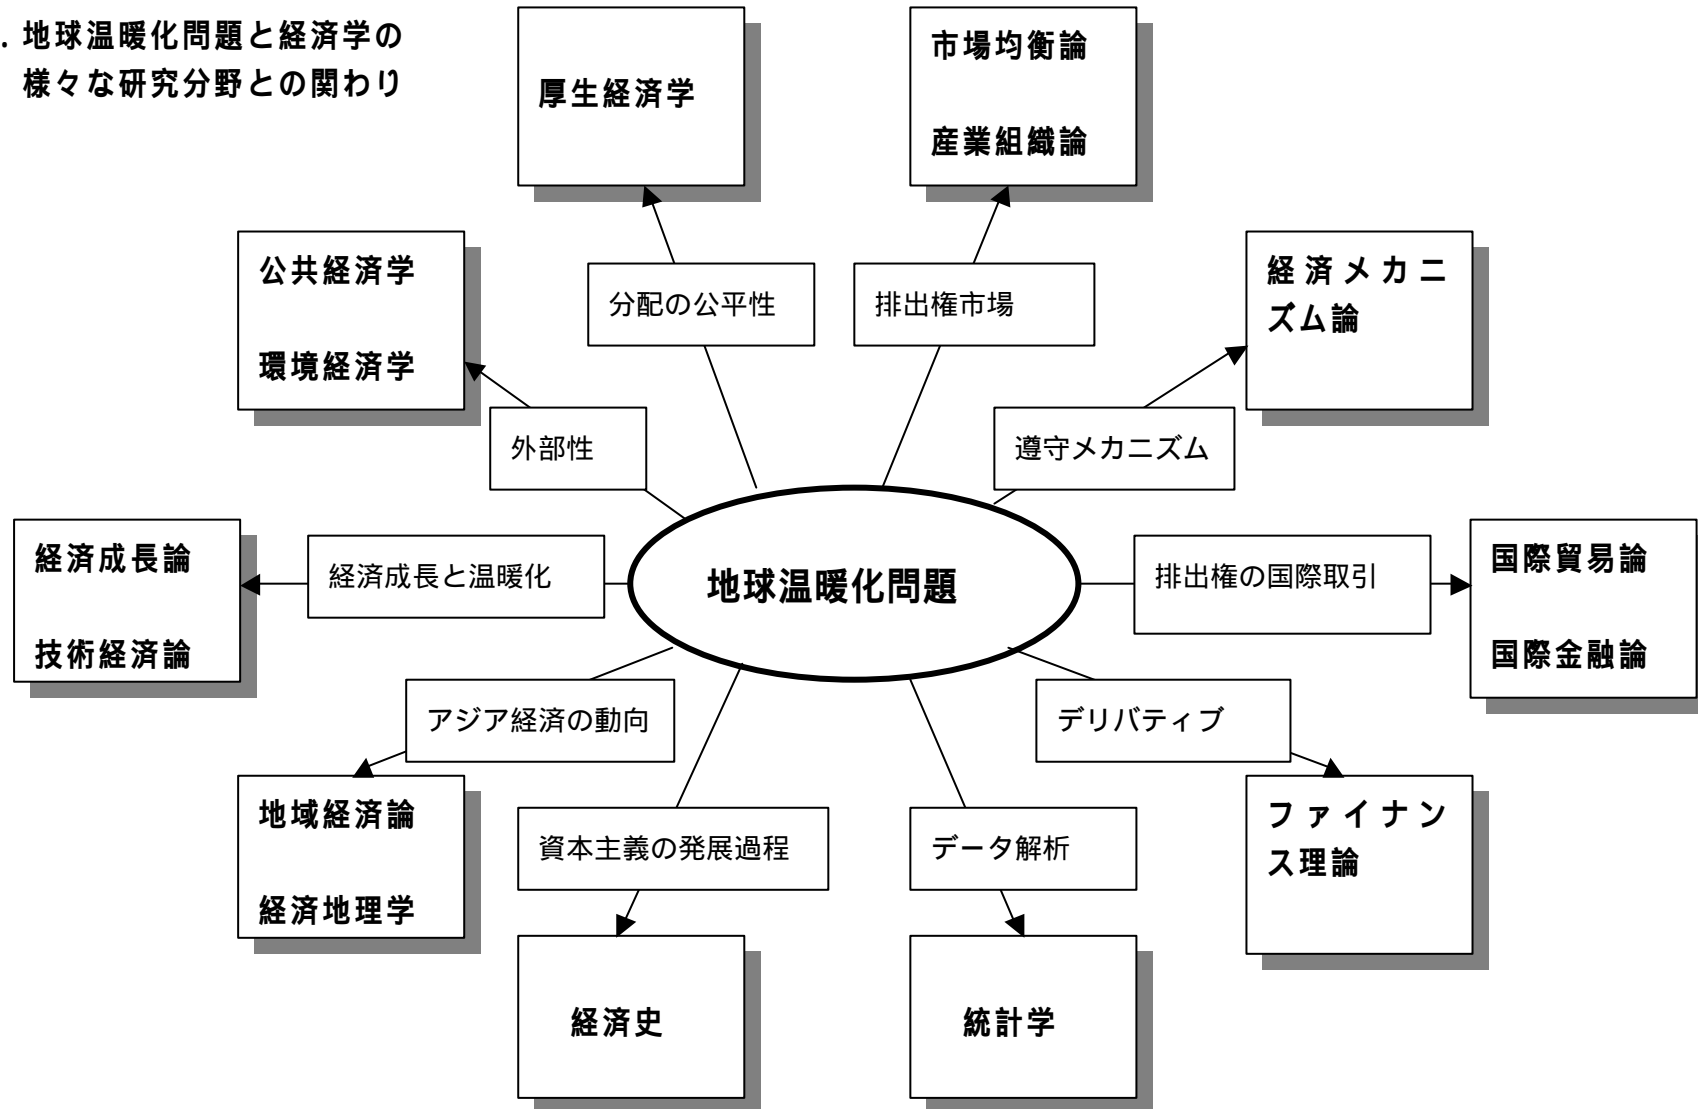 . 地球温暖化問題と経済学の
様々な研究分野との関わり
厚生経済学
市場均衡論
産業組織論
公共経済学
環境経済学
分配の公平性
排出権市場
経済メカニ
ズム論
外部性
遵守メカニズム
経済成長論
技術経済論
経済成長と温暖化
地球温暖化問題
排出権の国際取引
国際貿易論
国際金融論
アジア経済の動向
デリバティブ
地域経済論
経済地理学
資本主義の発展過程
データ解析
ファイナン
ス理論
経済史
統計学